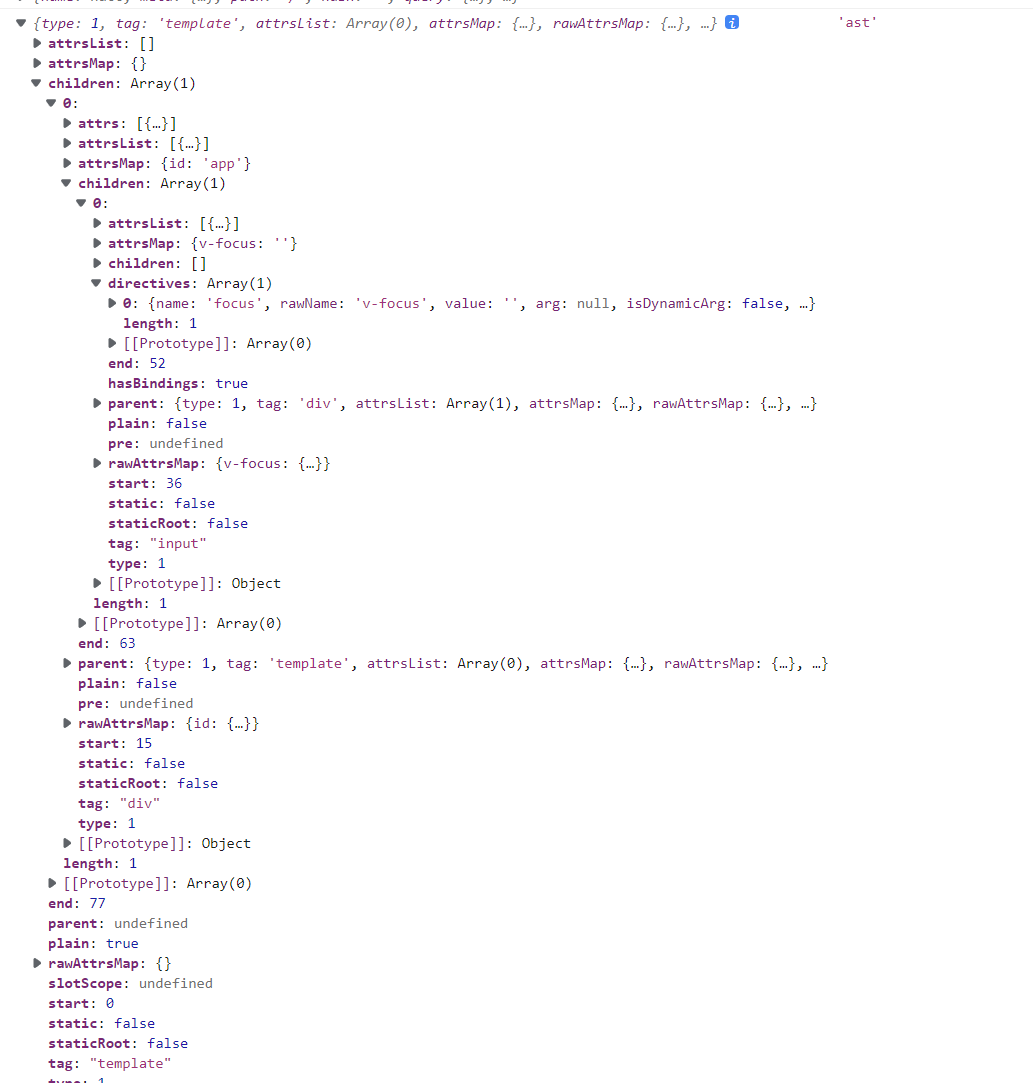 {type: 1, tag: 'template', attrsList: Array(0), attrsMap: {…}, rawAttrsMap: {…}, …} i 'ast'
attrsList: []
attrsMap: {}
children: Array(1)
0:
attrs: [{…}]
attrsList: [{…}]
attrsMap: {id: 'app'}
children: Array(1)
0:
attrsList: [{…}]
attrsMap: {v-focus: ''}
children: []
directives: Array(1)
0: {name: 'focus', rawName: 'v-focus', value: '', arg: null, isDynamicArg: false, …}
length: 1
[[Prototype]]: Array(0)
end: 52
hasBindings: true
parent: {type: 1, tag: 'div', attrsList: Array(1), attrsMap: {…}, rawAttrsMap: {…}, …}
plain: false
pre: undefined
rawAttrsMap: {v-focus: {…}}
start: 36
static: false
staticRoot: false
tag: "input"
type: 1
[[Prototype]]: Object
length: 1
[[Prototype]]: Array(0)
end: 63
parent: {type: 1, tag: 'template', attrsList: Array(0), attrsMap: {…}, rawAttrsMap: {…}, …}
plain: false
pre: undefined
rawAttrsMap: {id: {…}}
start: 15
static: false
staticRoot: false
tag: "div"
type: 1
[[Prototype]]: Object
length: 1
[[Prototype]]: Array(0)
end: 77
parent: undefined
plain: true
rawAttrsMap: {}
slotScope: undefined
start: 0
static: false
staticRoot: false
tag: "template"
type: 1